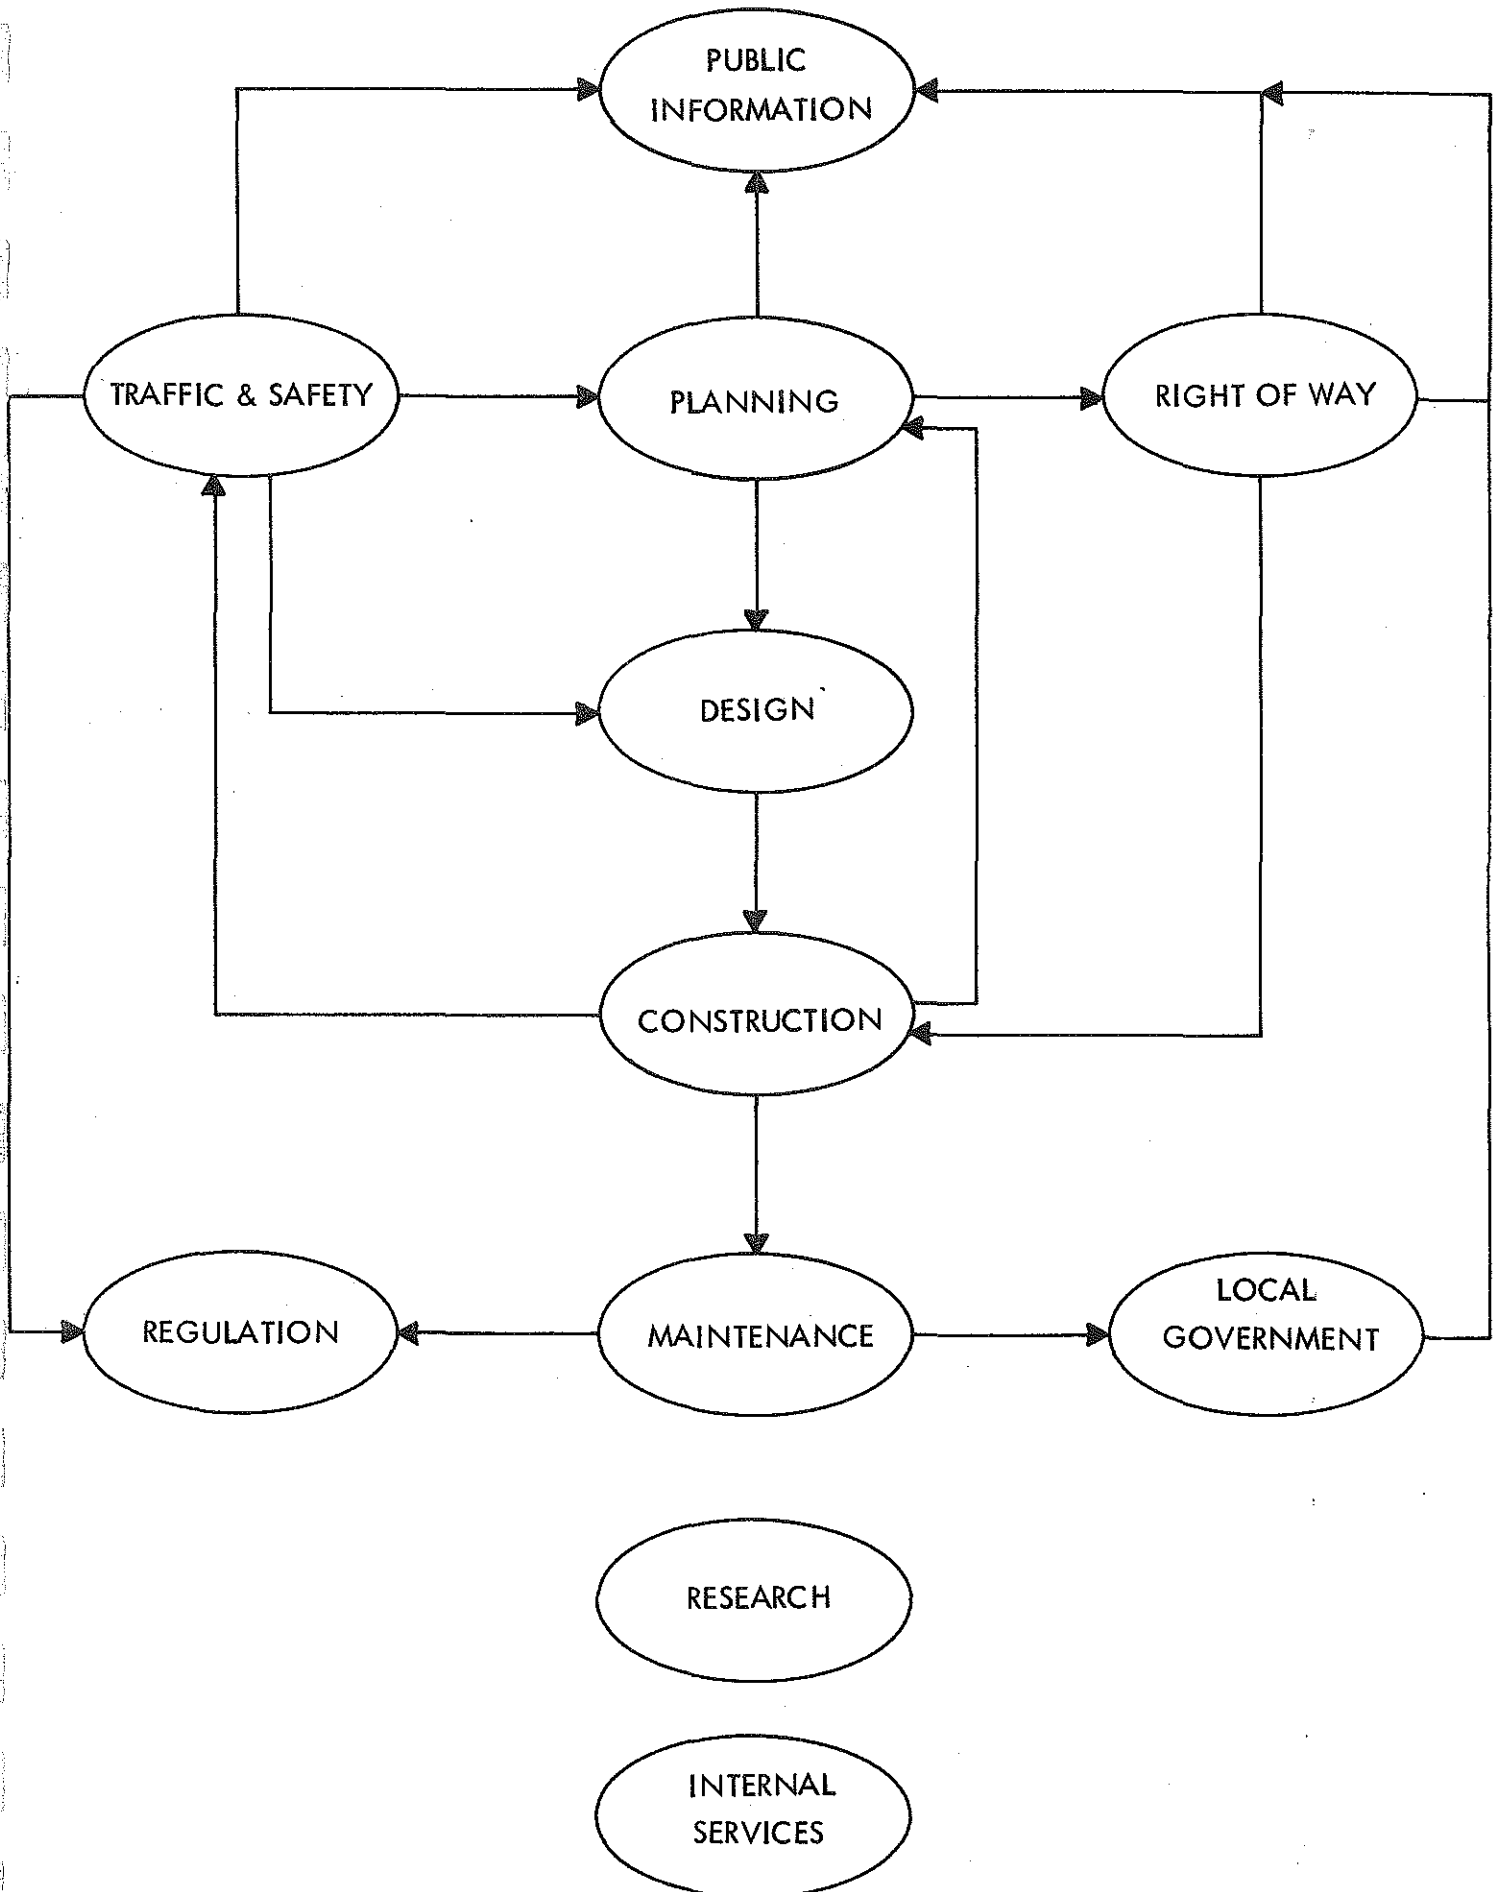 PUBLIC
INFORMATION
TRAFFIC & SAFETY
PLANNING
RIGHT OF WAY
DESIGN
CONSTRUCTION
REGULATION
MAINTENANCE
LOCAL
GOVERNMENT
RESEARCH
INTERNAL
SERVICES